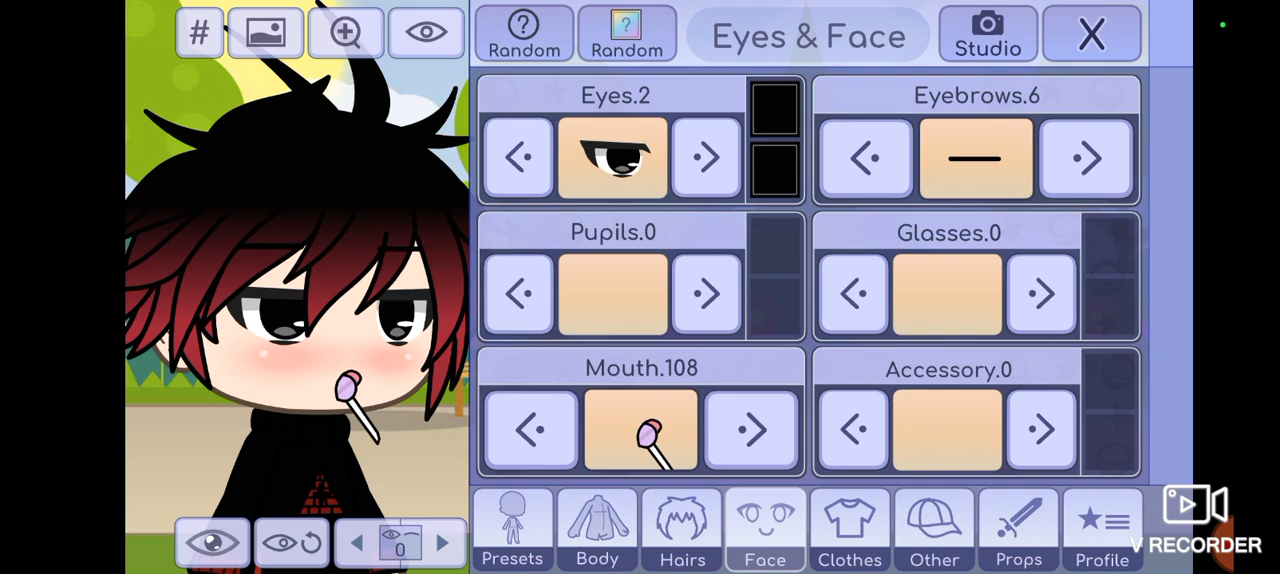 #
?
Random
?
Random
Eyes & Face
Studio
X
Eyes.2
Eyebrows.6
Pupils.0
Glasses.0
Mouth.108
Accessory.0
0
Presets
Body
Hairs
Face
Clothes
Other
Props
Profile
V RECORDER